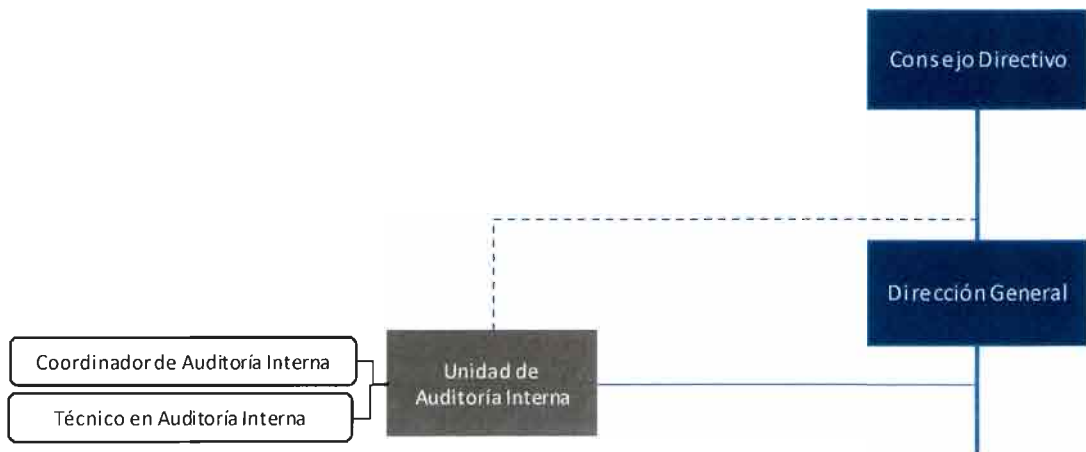 Consejo Directivo
Dirección General
Coordinador de Auditoría Interna
Técnico en Auditoría Interna
Unidad de
Auditoría Interna